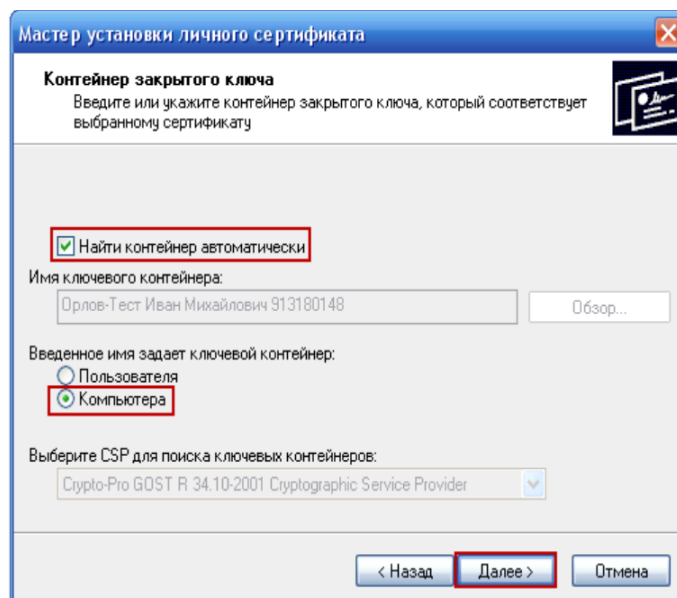 Мастер установки личного сертификата
Контейнер закрытого ключа
Введите или укажите контейнер закрытого ключа, который соответствует
выбранному сертификату
Найти контейнер автоматически
Имя ключевого контейнера:
Орлов-Тест Иван Михайлович 913180148
Обзор...
Введенное имя задает ключевой контейнер:
Пользователя
Компьютера
Выберите CSP для поиска ключевых контейнеров:
Crypto-Pro GOST R 34.10-2001 Cryptographic Service Provider
< Назад
Далее >
Отмена